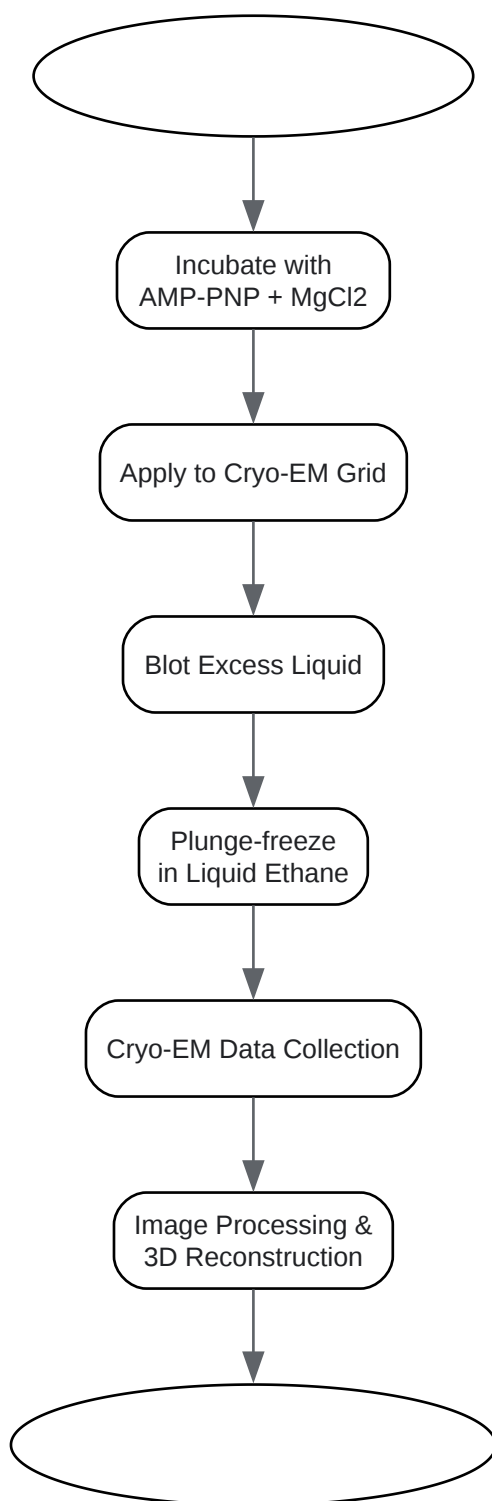 Incubate with
AMP-PNP + MgCl2
Apply to Cryo-EM Grid
Blot Excess Liquid
Plunge-freeze
in Liquid Ethane
Cryo-EM Data Collection
Image Processing &
3D Reconstruction